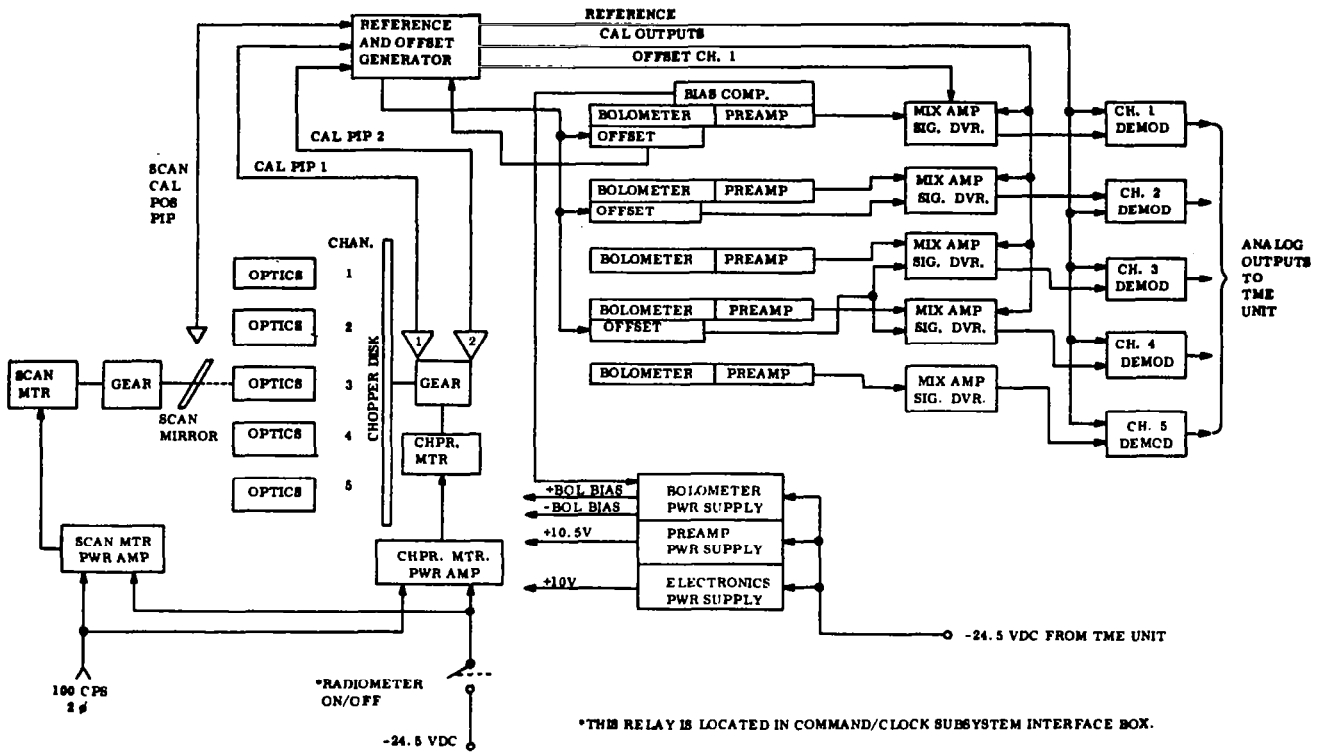 REFERENCE
CAL OUTPUTS
OFFSET CH. 1
REFERENCE
AND OFFSET
GENERATOR
BIAS COMP.
BOLOMETER PREAMP
OFFSET
MIX AMP
SIG. DVR.
CH. 1
DEMOD
CAL PIP 2
CAL PIP 1
SCAN
CAL
POS
PIP
BOLOMETER PREAMP
OFFSET
MIX AMP
SIG. DVR.
CH. 2
DEMOD
CHAN.
OPTICS 1
OPTICS 2
OPTICS 3
OPTICS 4
OPTICS 5
CHOPPER DISK
BOLOMETER PREAMP
MIX AMP
SIG. DVR.
CH. 3
DEMOD
ANALOG
OUTPUTS
TO
TME
UNIT
BOLOMETER PREAMP
OFFSET
MIX AMP
SIG. DVR.
CH. 4
DEMOD
1
2
SCAN
MTR
GEAR
SCAN
MIRROR
GEAR
CHPR.
MTR
BOLOMETER PREAMP
MIX AMP
SIG. DVR.
CH. 5
DEMOD
+BOL BIAS
-BOL BIAS
BOLOMETER
PWR SUPPLY
+10.5V
PREAMP
PWR SUPPLY
+10V
ELECTRONICS
PWR SUPPLY
SCAN MTR
PWR AMP
CHPR. MTR.
PWR AMP
-24.5 VDC FROM TME UNIT
100 CPS
2 ø
*RADIOMETER
ON/OFF
-24.5 VDC
*THIS RELAY IS LOCATED IN COMMAND/CLOCK SUBSYSTEM INTERFACE BOX.